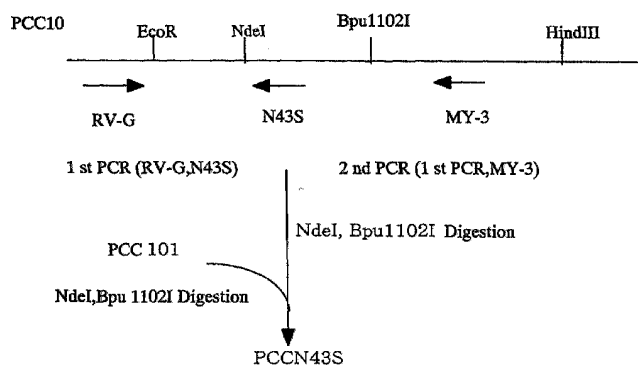 PCC10
EcoR NdeI Bpu1102I HindIII
RV-G N43S MY-3
1 st PCR (RV-G,N43S) 2 nd PCR (1 st PCR,MY-3)
NdeI, Bpu1102I Digestion
PCC 101
NdeI,Bpu 1102I Digestion
PCCN43S